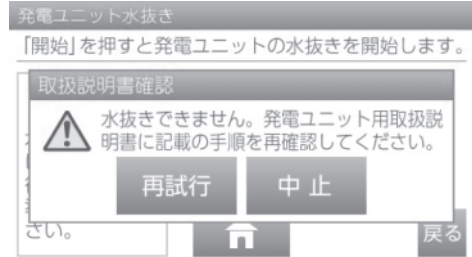 発電ユニット水抜き
「開始」を押すと発電ユニットの水抜きを開始します。
取扱説明書確認
水抜きできません。発電ユニット用取扱説
明書に記載の手順を再確認してください。
再試行
中 止
さい。
戻る